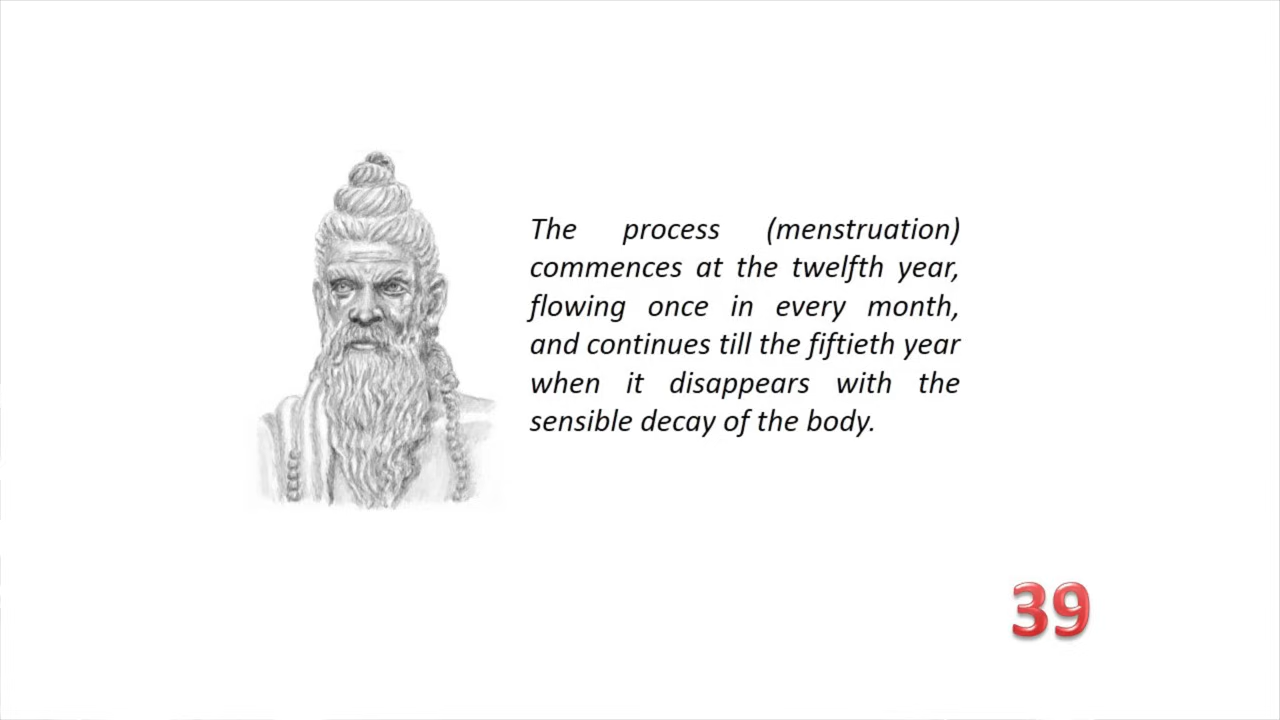 The process (menstruation)
commences at the twelfth year,
flowing once in every month,
and continues till the fiftieth year
when it disappears with the
sensible decay of the body.
39